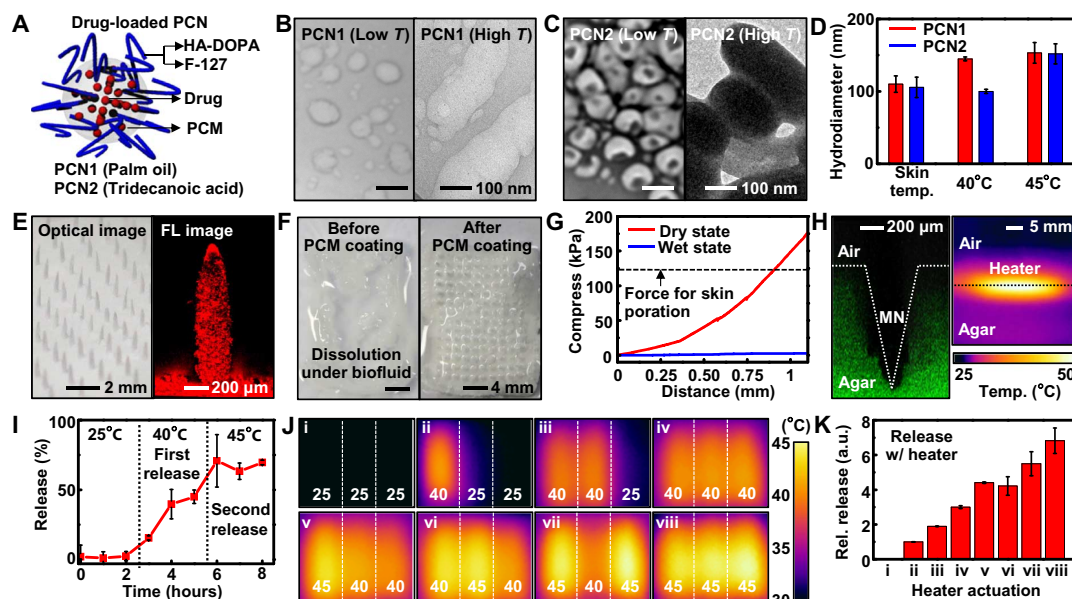 A
Drug-loaded PCN
HA-DOPA
F-127
Drug
PCM
PCN1 (Palm oil)
PCN2 (Tridecanoic acid)
B
PCN1 (Low T)
PCN1 (High T)
100 nm
C
PCN2 (Low T)
PCN2 (High T)
100 nm
D
PCN1
PCN2
Hydrodiameter (nm)
200
100
0
Skin temp.
40°C
45°C
E
Optical image
FL image
2 mm
200 µm
F
Before PCM coating
After PCM coating
Dissolution under biofluid
4 mm
G
Compress (kPa)
200
150
100
50
0
Dry state
Wet state
Force for skin poration
0
0.25
0.50
0.75
1.0
Distance (mm)
H
200 µm
Air
MN
Agar
5 mm
Air
Heater
Agar
25
50
Temp. (°C)
I
Release (%)
100
50
0
25°C
40°C
First release
45°C
Second release
0
2
4
6
8
Time (hours)
J
i
25 25 25
ii
40 25 25
iii
40 40 25
iv
40 40 40
v
45 40 40
vi
45 45 40
vii
45 40 45
viii
45 45 45
(°C)
45
40
35
30
K
Rel. release (a.u.)
8
6
4
2
0
Release w/ heater
i ii iii iv v vi vii viii
Heater actuation